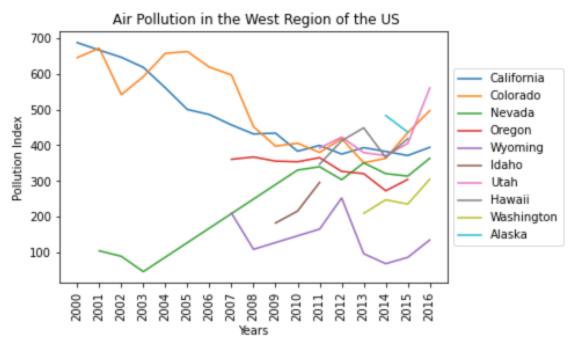 Air Pollution in the West Region of the US
700
600
500
400
300
200
100
Pollution Index
2000 2001 2002 2003 2004 2005 2006 2007 2008 2009 2010 2011 2012 2013 2014 2015 2016
Years
California
Colorado
Nevada
Oregon
Wyoming
Idaho
Utah
Hawaii
Washington
Alaska